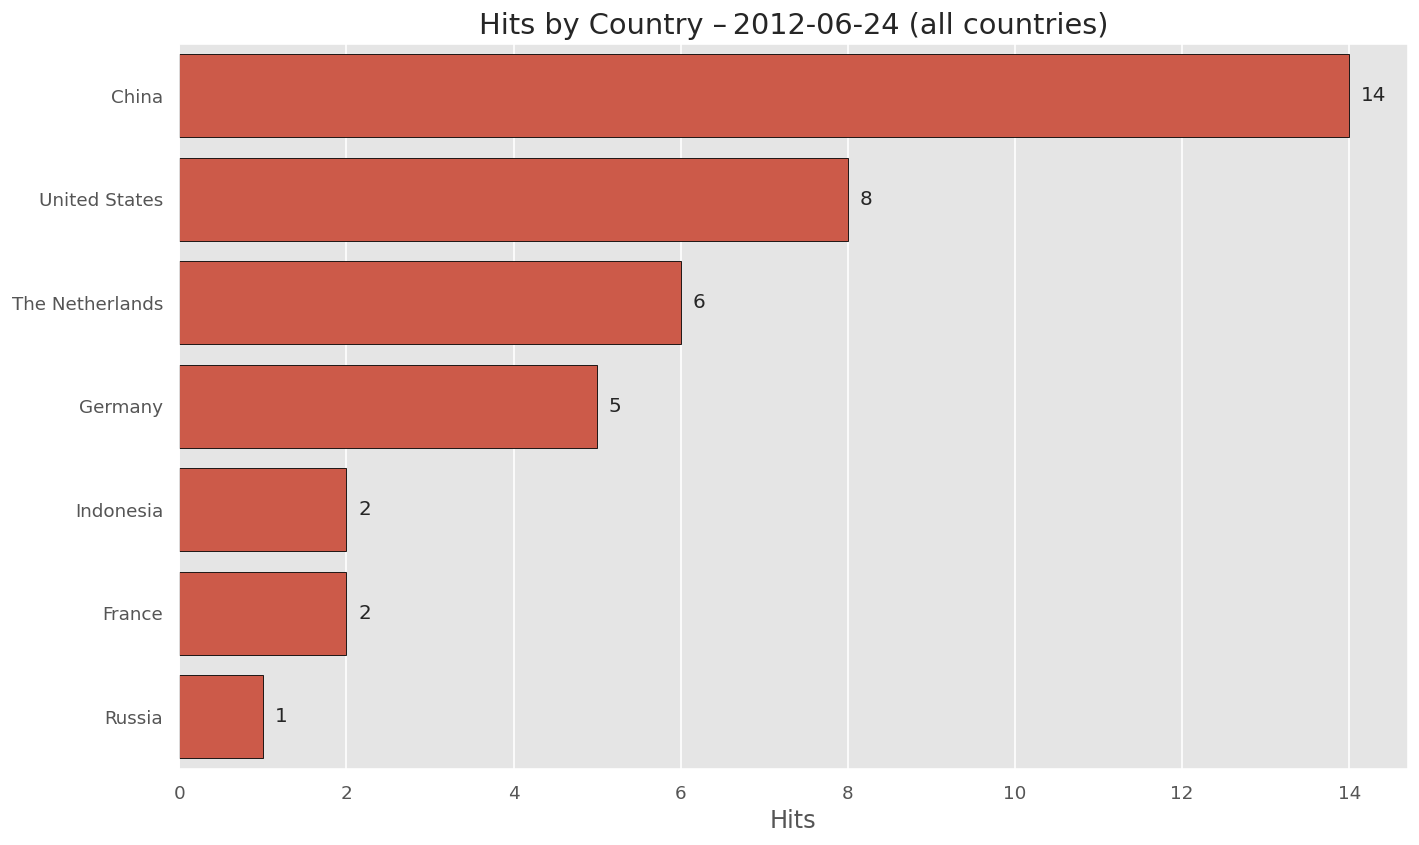 Hits by Country – 2012-06-24 (all countries)
China 14
United States 8
The Netherlands 6
Germany 5
Indonesia 2
France 2
Russia 1
0 2 4 6 8 10 12 14
Hits